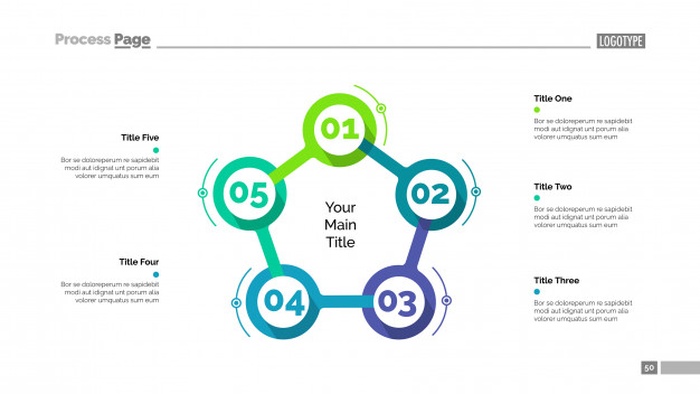 Process Page
LOGOTYPE
Title One
Bor se doloreperum re sapidebit
modi aut idignat unt porum alia
volorer umquatus sum eum
Title Two
Bor se doloreperum re sapidebit
modi aut idignat unt porum alia
volorer umquatus sum eum
Title Three
Bor se doloreperum re sapidebit
modi aut idignat unt porum alia
volorer umquatus sum eum
Title Four
Bor se doloreperum re sapidebit
modi aut idignat unt porum alia
volorer umquatus sum eum
Title Five
Bor se doloreperum re sapidebit
modi aut idignat unt porum alia
volorer umquatus sum eum
01
02
03
04
05
Your
Main
Title
50